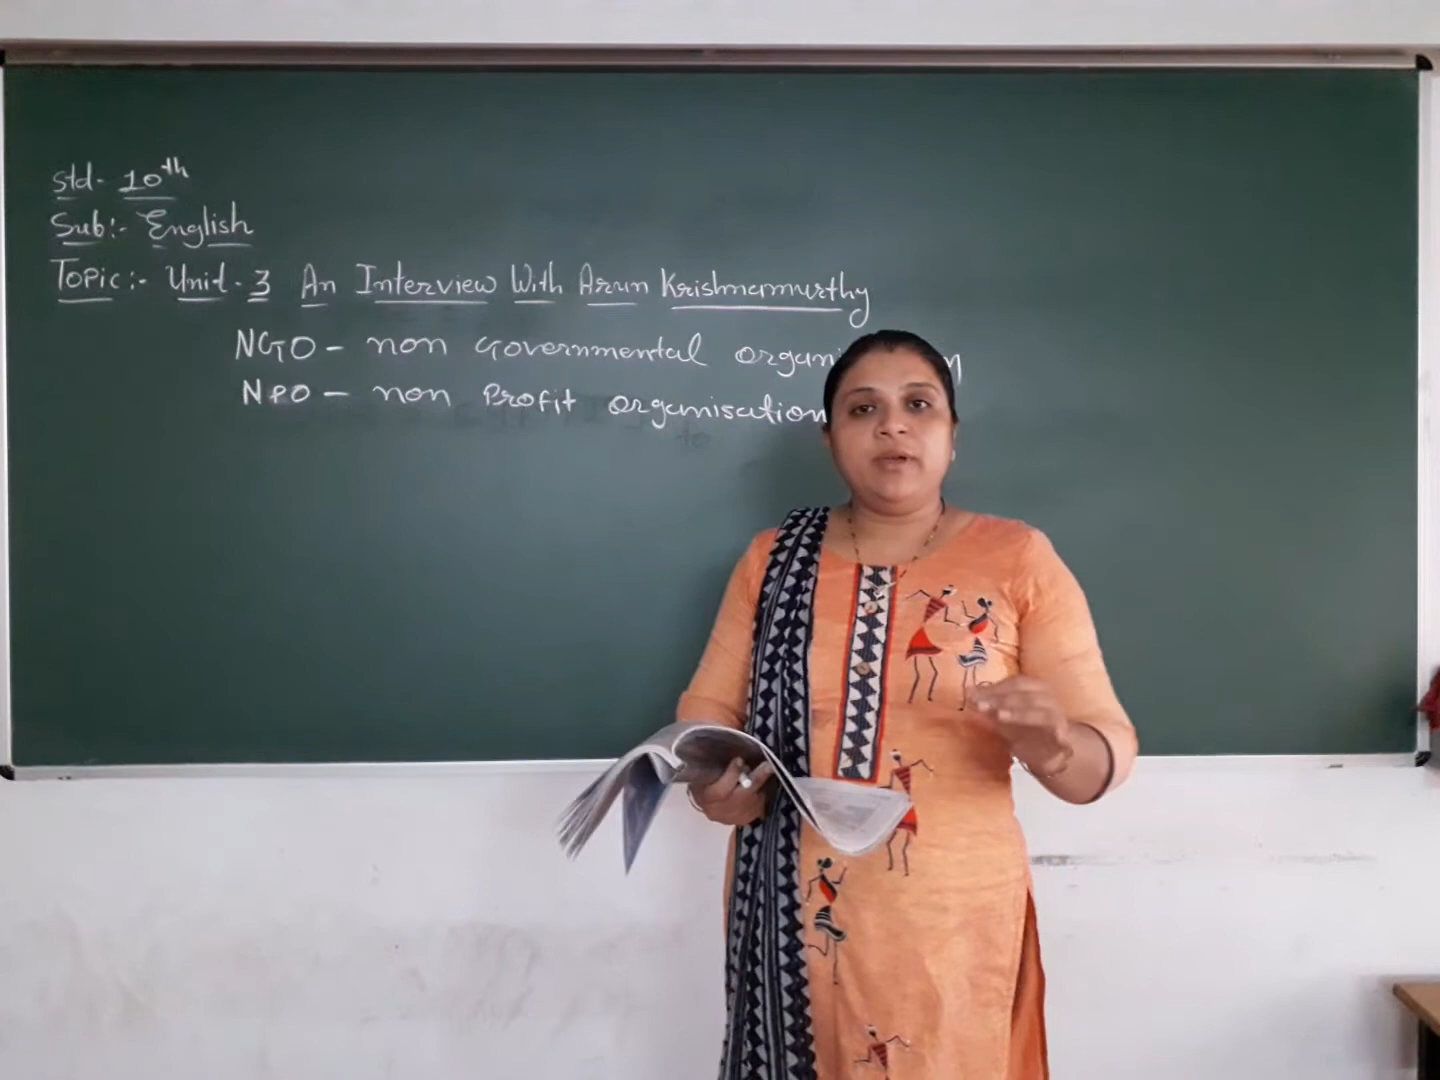 Std- 10th
Sub:- English
Topic:- Unit-3 An Interview With Arun Krishnamurthy
NGO - non Governmental
NPO - non Profit organisation